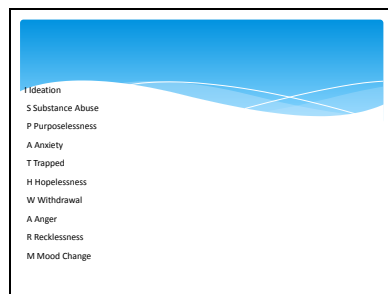 I Ideation
S Substance Abuse
P Purposelessness
A Anxiety
T Trapped
H Hopelessness
W Withdrawal
A Anger
R Recklessness
M Mood Change